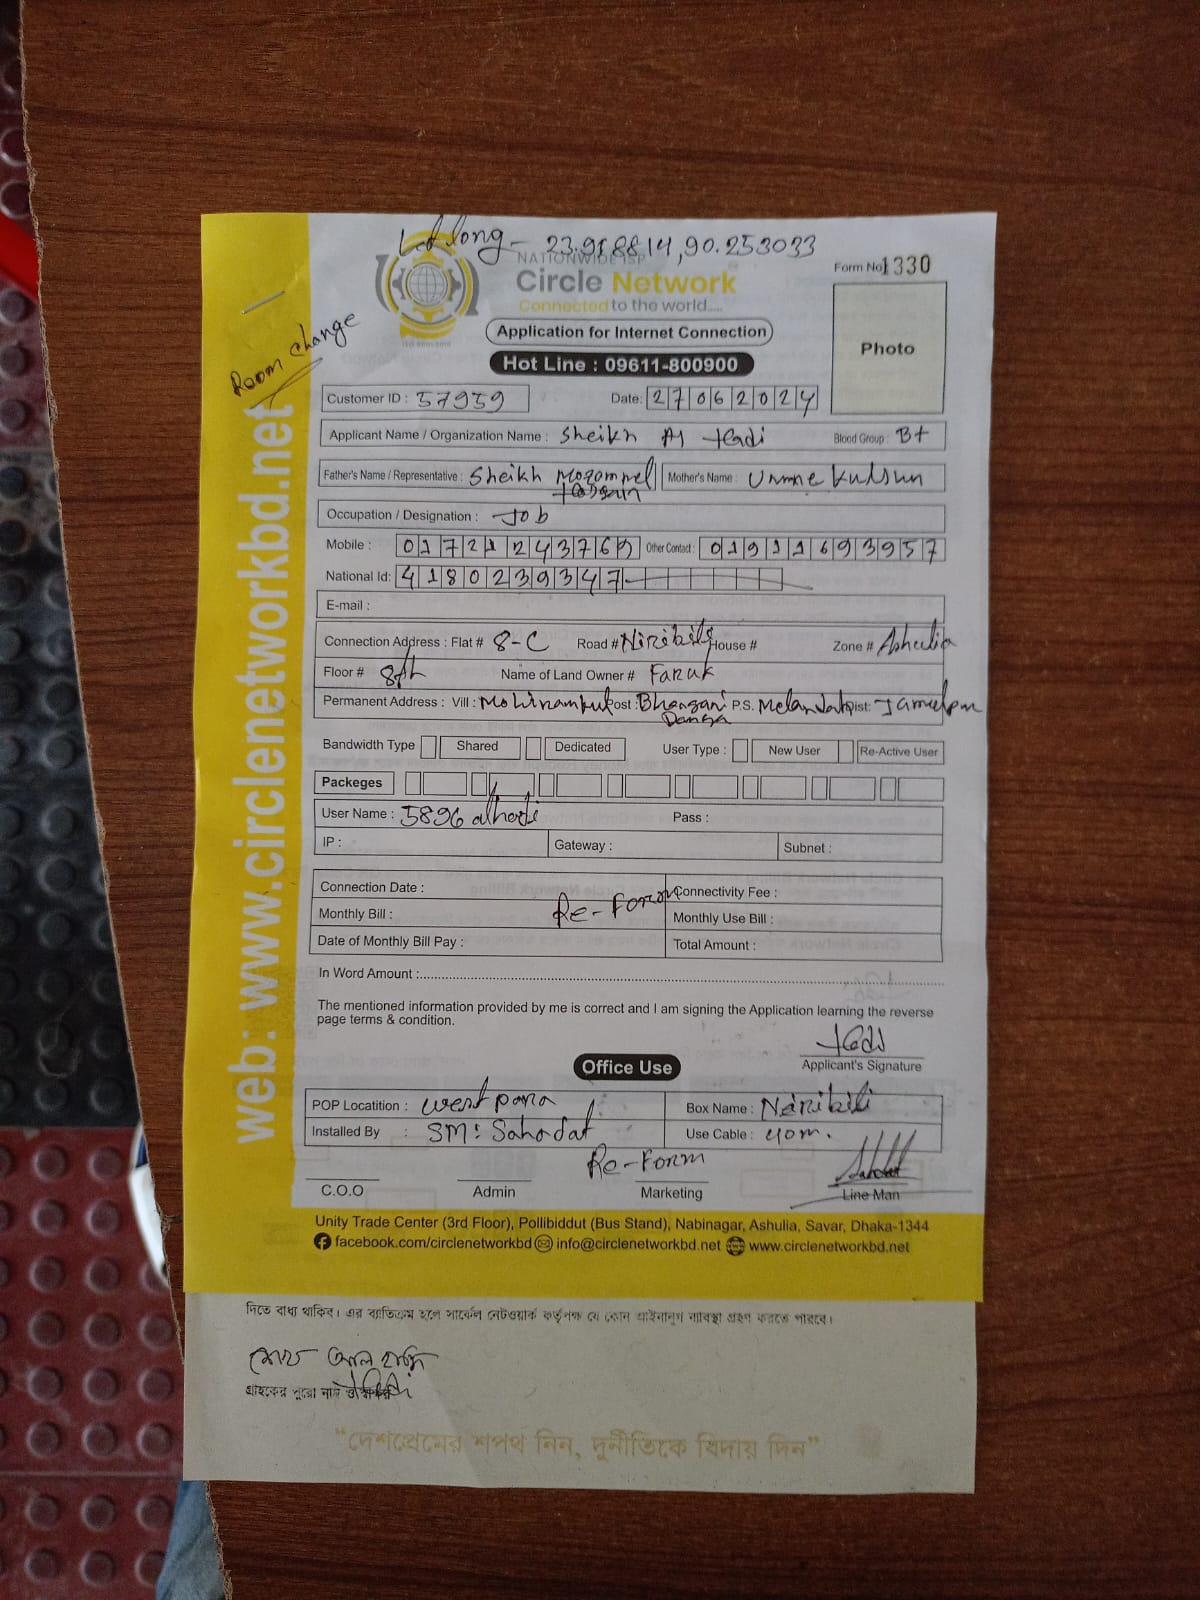 Lat long - 23.918814, 90.253033
NATIONWIDE ISP
Circle Network
Connected to the world....
Form No 1330
Application for Internet Connection
Hot Line : 09611-800900
Photo
Room change
web: www.circlenetworkbd.net
Customer ID : 57959 Date: 27062024
Applicant Name / Organization Name : Sheikh Al Hadi Blood Group : B+
Father's Name / Representative : Sheikh Mozammel Hossain Mother's Name : Umme Kulsun
Occupation / Designation : Job
Mobile : 0172124376 Other Contact : 01911693957
National Id: 4180239347
E-mail :
Connection Address : Flat # 8-C Road # Niribili House # Zone # Ashulia
Floor # 8th Name of Land Owner # Faruk
Permanent Address : Vill : Post : Danga P.S. Melandah Dist: Jamalpur
Bandwidth Type Shared Dedicated User Type : New User Re-Active User
Packeges
User Name : 5896 alhadi Pass :
IP : Gateway : Subnet :
Connection Date : Connectivity Fee :
Re-Form
Monthly Bill : Monthly Use Bill :
Date of Monthly Bill Pay : Total Amount :
In Word Amount :
The mentioned information provided by me is correct and I am signing the Application learning the reverse
page terms & condition.
Hadi
Applicant's Signature
Office Use
POP Locatition : west para Box Name : Niribili
Installed By : SM: Sahadat Use Cable : 40m.
Re-Form
C.O.O Admin Marketing Line Man
Unity Trade Center (3rd Floor), Pollibiddut (Bus Stand), Nabinagar, Ashulia, Savar, Dhaka-1344
facebook.com/circlenetworkbd info@circlenetworkbd.net www.circlenetworkbd.net
দিতে বাধ্য থাকিব। এর ব্যতিক্রম হলে সার্কেল নেটওয়ার্ক কর্তৃপক্ষ যে কোন আইনানুগ ব্যবস্থা গ্রহণ করতে পারবে।
শেখ আল হাদি
গ্রাহকের পুরো নাম
“দেশপ্রেমের শপথ নিন, দুর্নীতিকে বিদায় দিন”